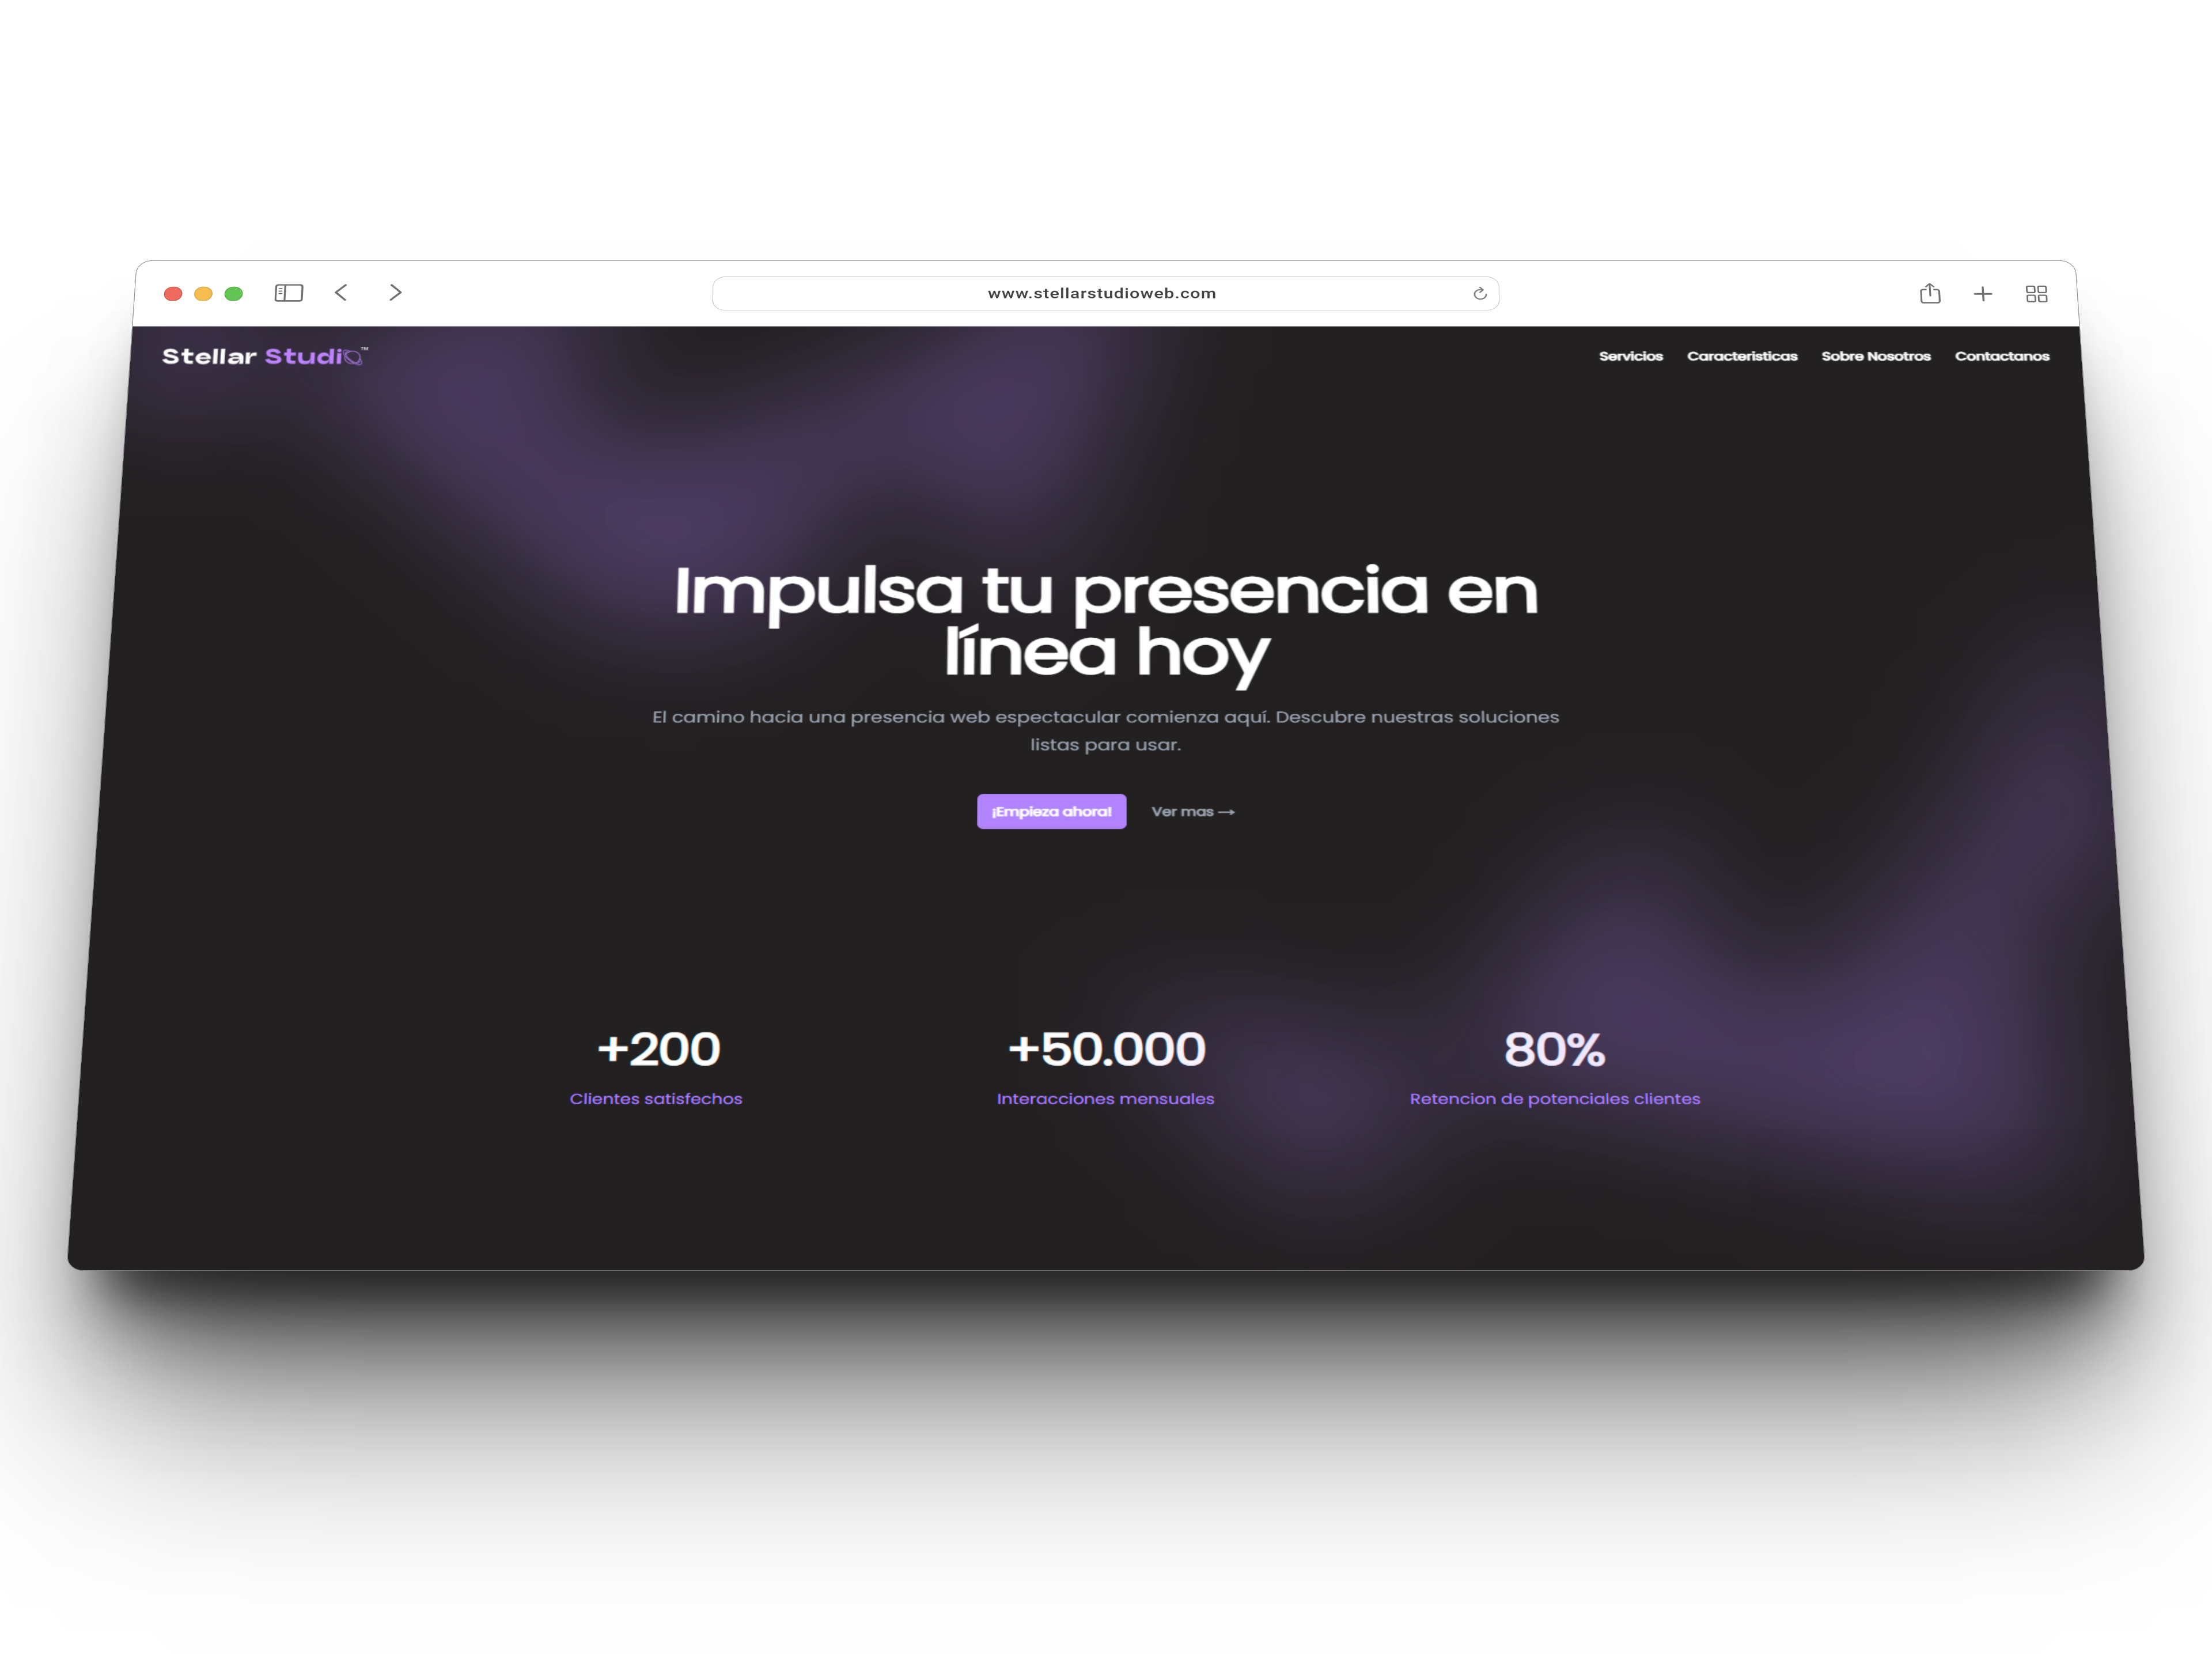 www.stellarstudioweb.com
Stellar Studio™
Servicios Caracteristicas Sobre Nosotros Contactanos
Impulsa tu presencia en
línea hoy
El camino hacia una presencia web espectacular comienza aquí. Descubre nuestras soluciones
listas para usar.
¡Empieza ahora! Ver mas →
+200 +50.000 80%
Clientes satisfechos Interacciones mensuales Retencion de potenciales clientes